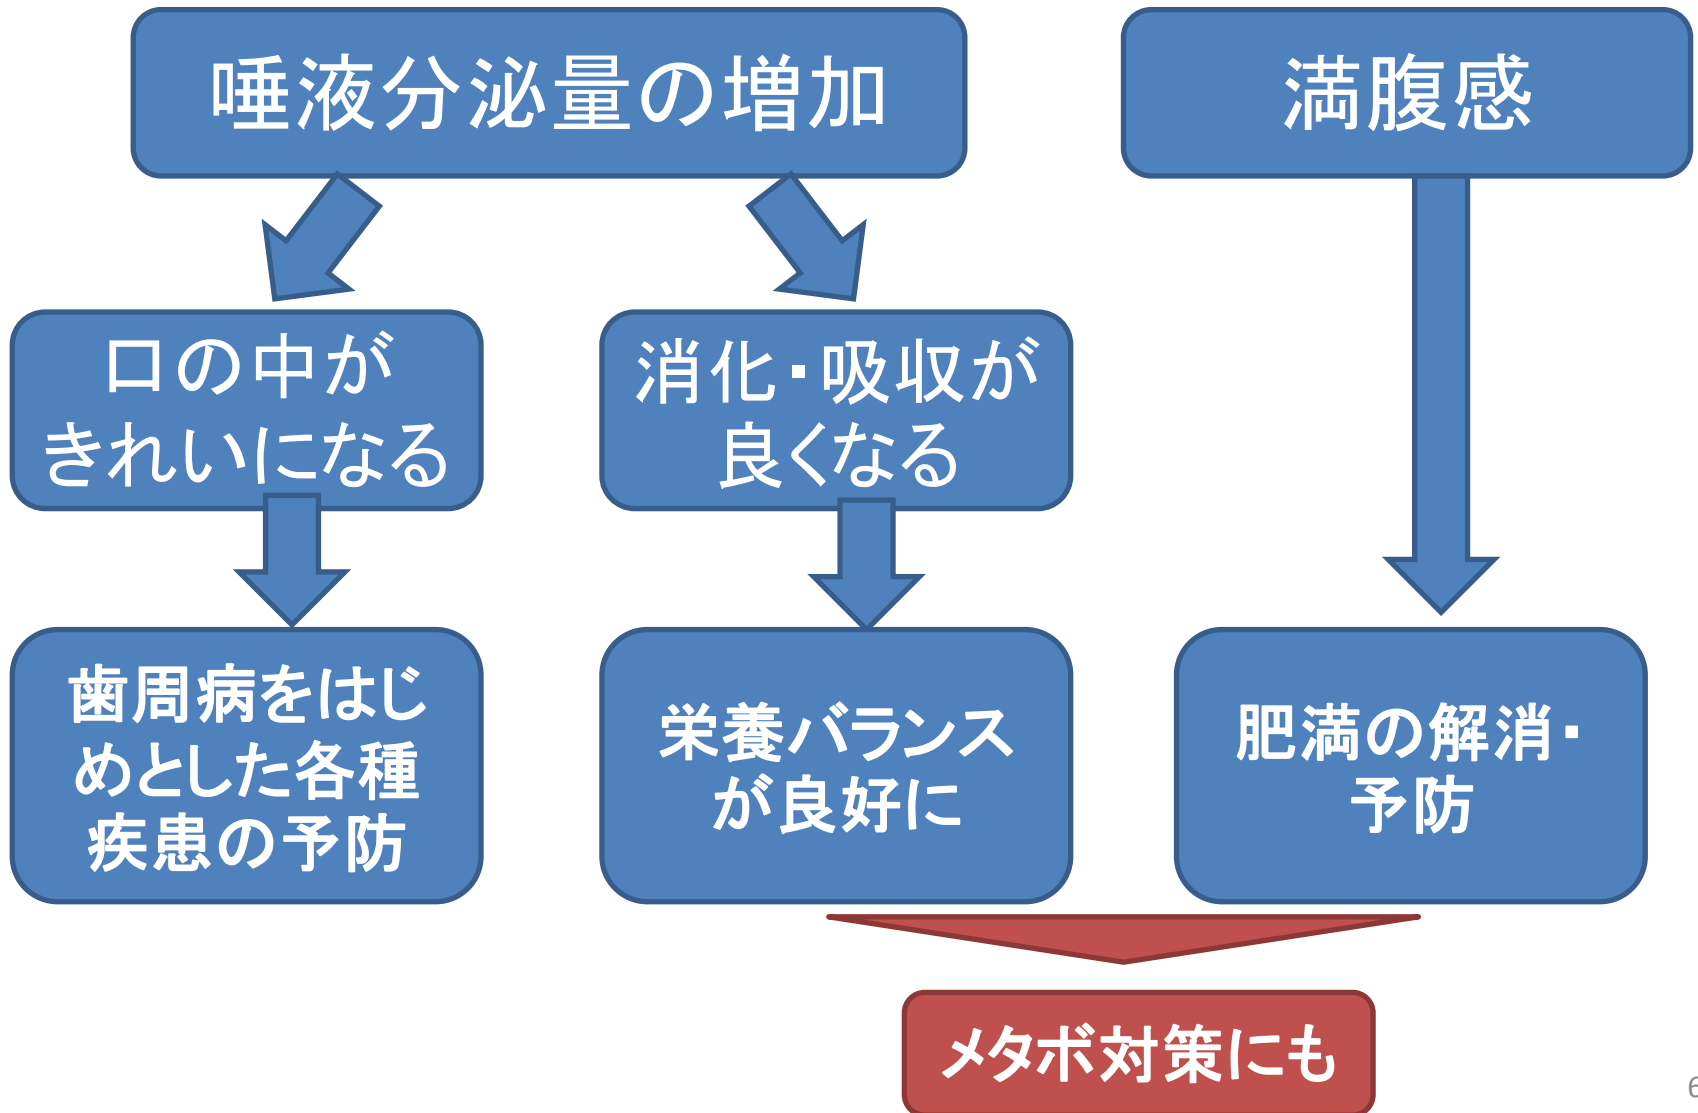 唾液分泌量の増加
満腹感
口の中が
きれいになる
消化・吸収が
良くなる
歯周病をはじ
めとした各種
疾患の予防
栄養バランス
が良好に
肥満の解消・
予防
メタボ対策にも
6